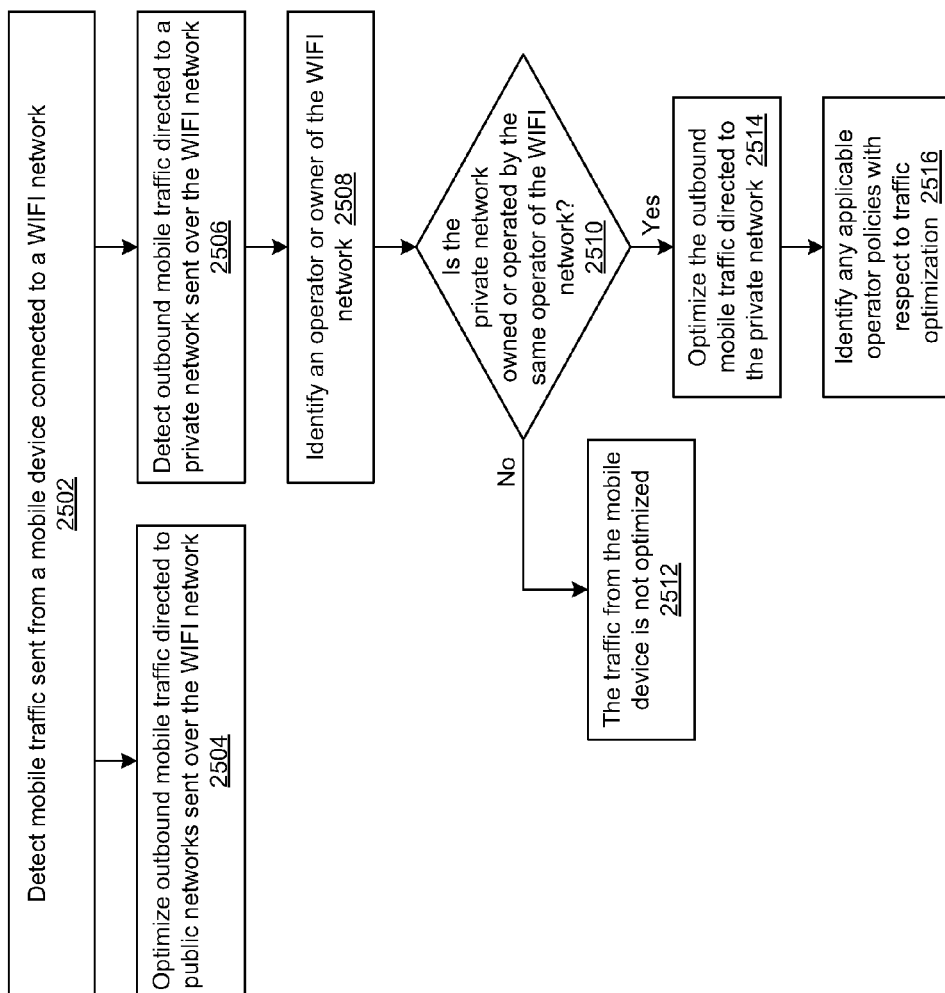 Detect mobile traffic sent from a mobile device connected to a WIFI network
2502
Optimize outbound mobile traffic directed to
public networks sent over the WIFI network
2504
Detect outbound mobile traffic directed to a
private network sent over the WIFI network
2506
Identify an operator or owner of the WIFI
network 2508
Is the
private network
owned or operated by the
same operator of the WIFI
network?
2510
No
Yes
The traffic from the mobile
device is not optimized
2512
Optimize the outbound
mobile traffic directed to
the private network 2514
Identify any applicable
operator policies with
respect to traffic
optimization 2516